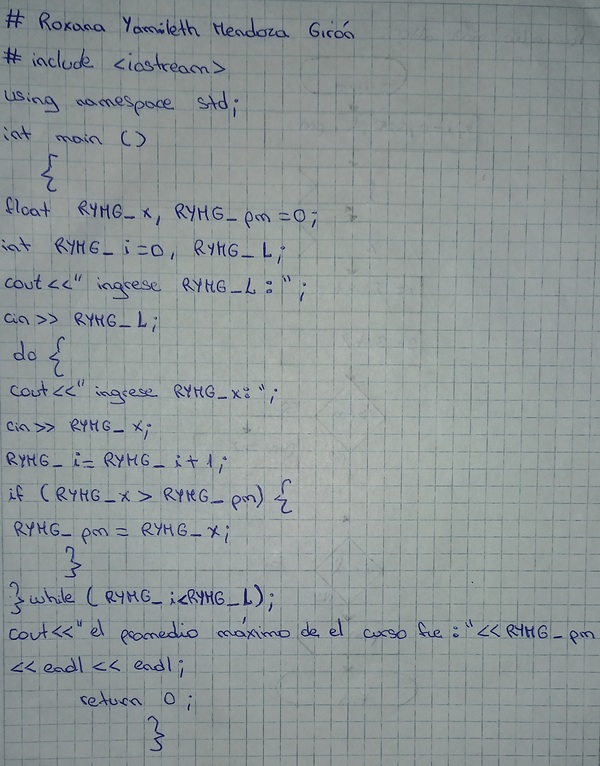 # Roxana Yamileth Mendoza Girón
# include <iostream>
using namespace std;
int main ()
{
float RYMG_x, RYMG_pm=0;
int RYMG_i=0, RYMG_L;
cout<<" ingrese RYMG_L :";
cin>> RYMG_L;
do {
cout<<" ingrese RYMG_x: ";
cin>> RYMG_x;
RYMG_i= RYMG_i+1;
if (RYMG_x > RYMG_pm) {
RYMG_pm = RYMG_x;
}
} while ( RYMG_i<RYMG_L);
cout<<"el promedio máximo de el curso fue :"<<RYMG_pm
<< endl << endl;
return 0;
}